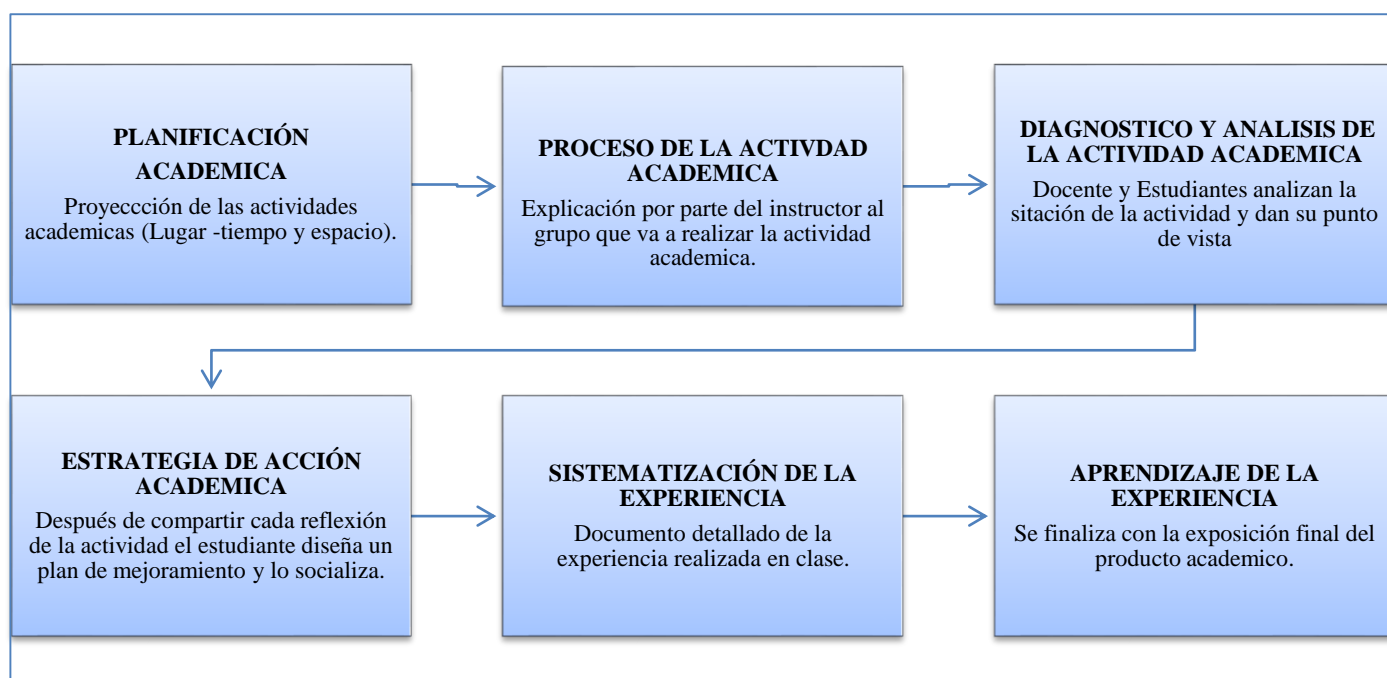 PLANIFICACIÓN
ACADEMICA
Proyeccción de las actividades
academicas (Lugar -tiempo y espacio).
PROCESO DE LA ACTIVDAD
ACADEMICA
Explicación por parte del instructor al
grupo que va a realizar la actividad
academica.
DIAGNOSTICO Y ANALISIS DE
LA ACTIVIDAD ACADEMICA
Docente y Estudiantes analizan la
sitación de la actividad y dan su punto
de vista
ESTRATEGIA DE ACCIÓN
ACADEMICA
Después de compartir cada reflexión
de la actividad el estudiante diseña un
plan de mejoramiento y lo socializa.
SISTEMATIZACIÓN DE LA
EXPERIENCIA
Documento detallado de la
experiencia realizada en clase.
APRENDIZAJE DE LA
EXPERIENCIA
Se finaliza con la exposición final del
producto academico.